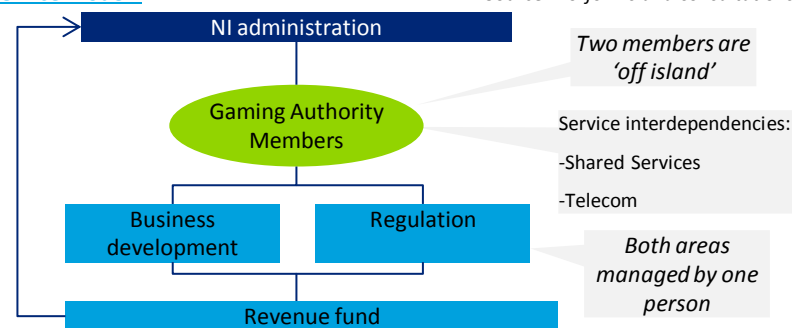 NI administration
Two members are
‘off island’
Gaming Authority
Members
Service interdependencies:
-Shared Services
-Telecom
Business
development
Regulation
Both areas
managed by one
person
Revenue fund